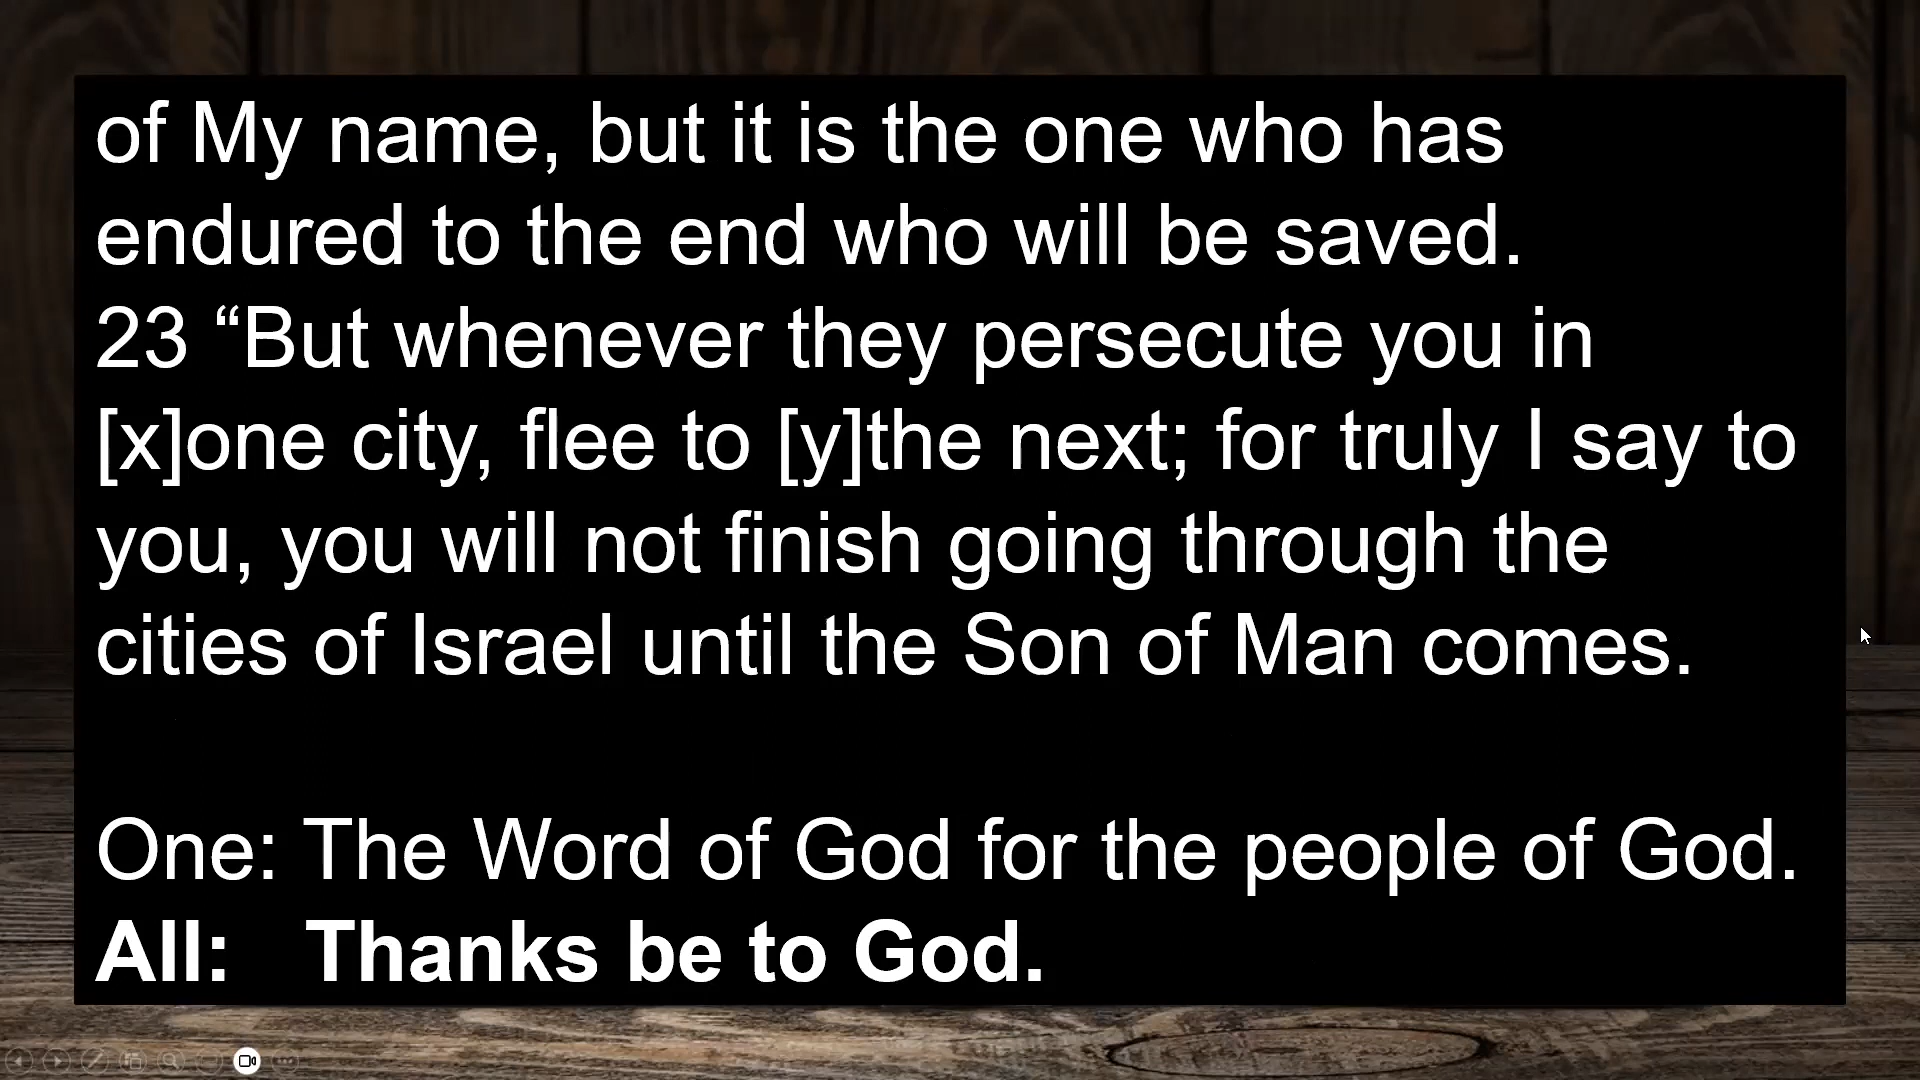 of My name, but it is the one who has
endured to the end who will be saved.
23 “But whenever they persecute you in
[x]one city, flee to [y]the next; for truly I say to
you, you will not finish going through the
cities of Israel until the Son of Man comes.
One: The Word of God for the people of God.
All: Thanks be to God.